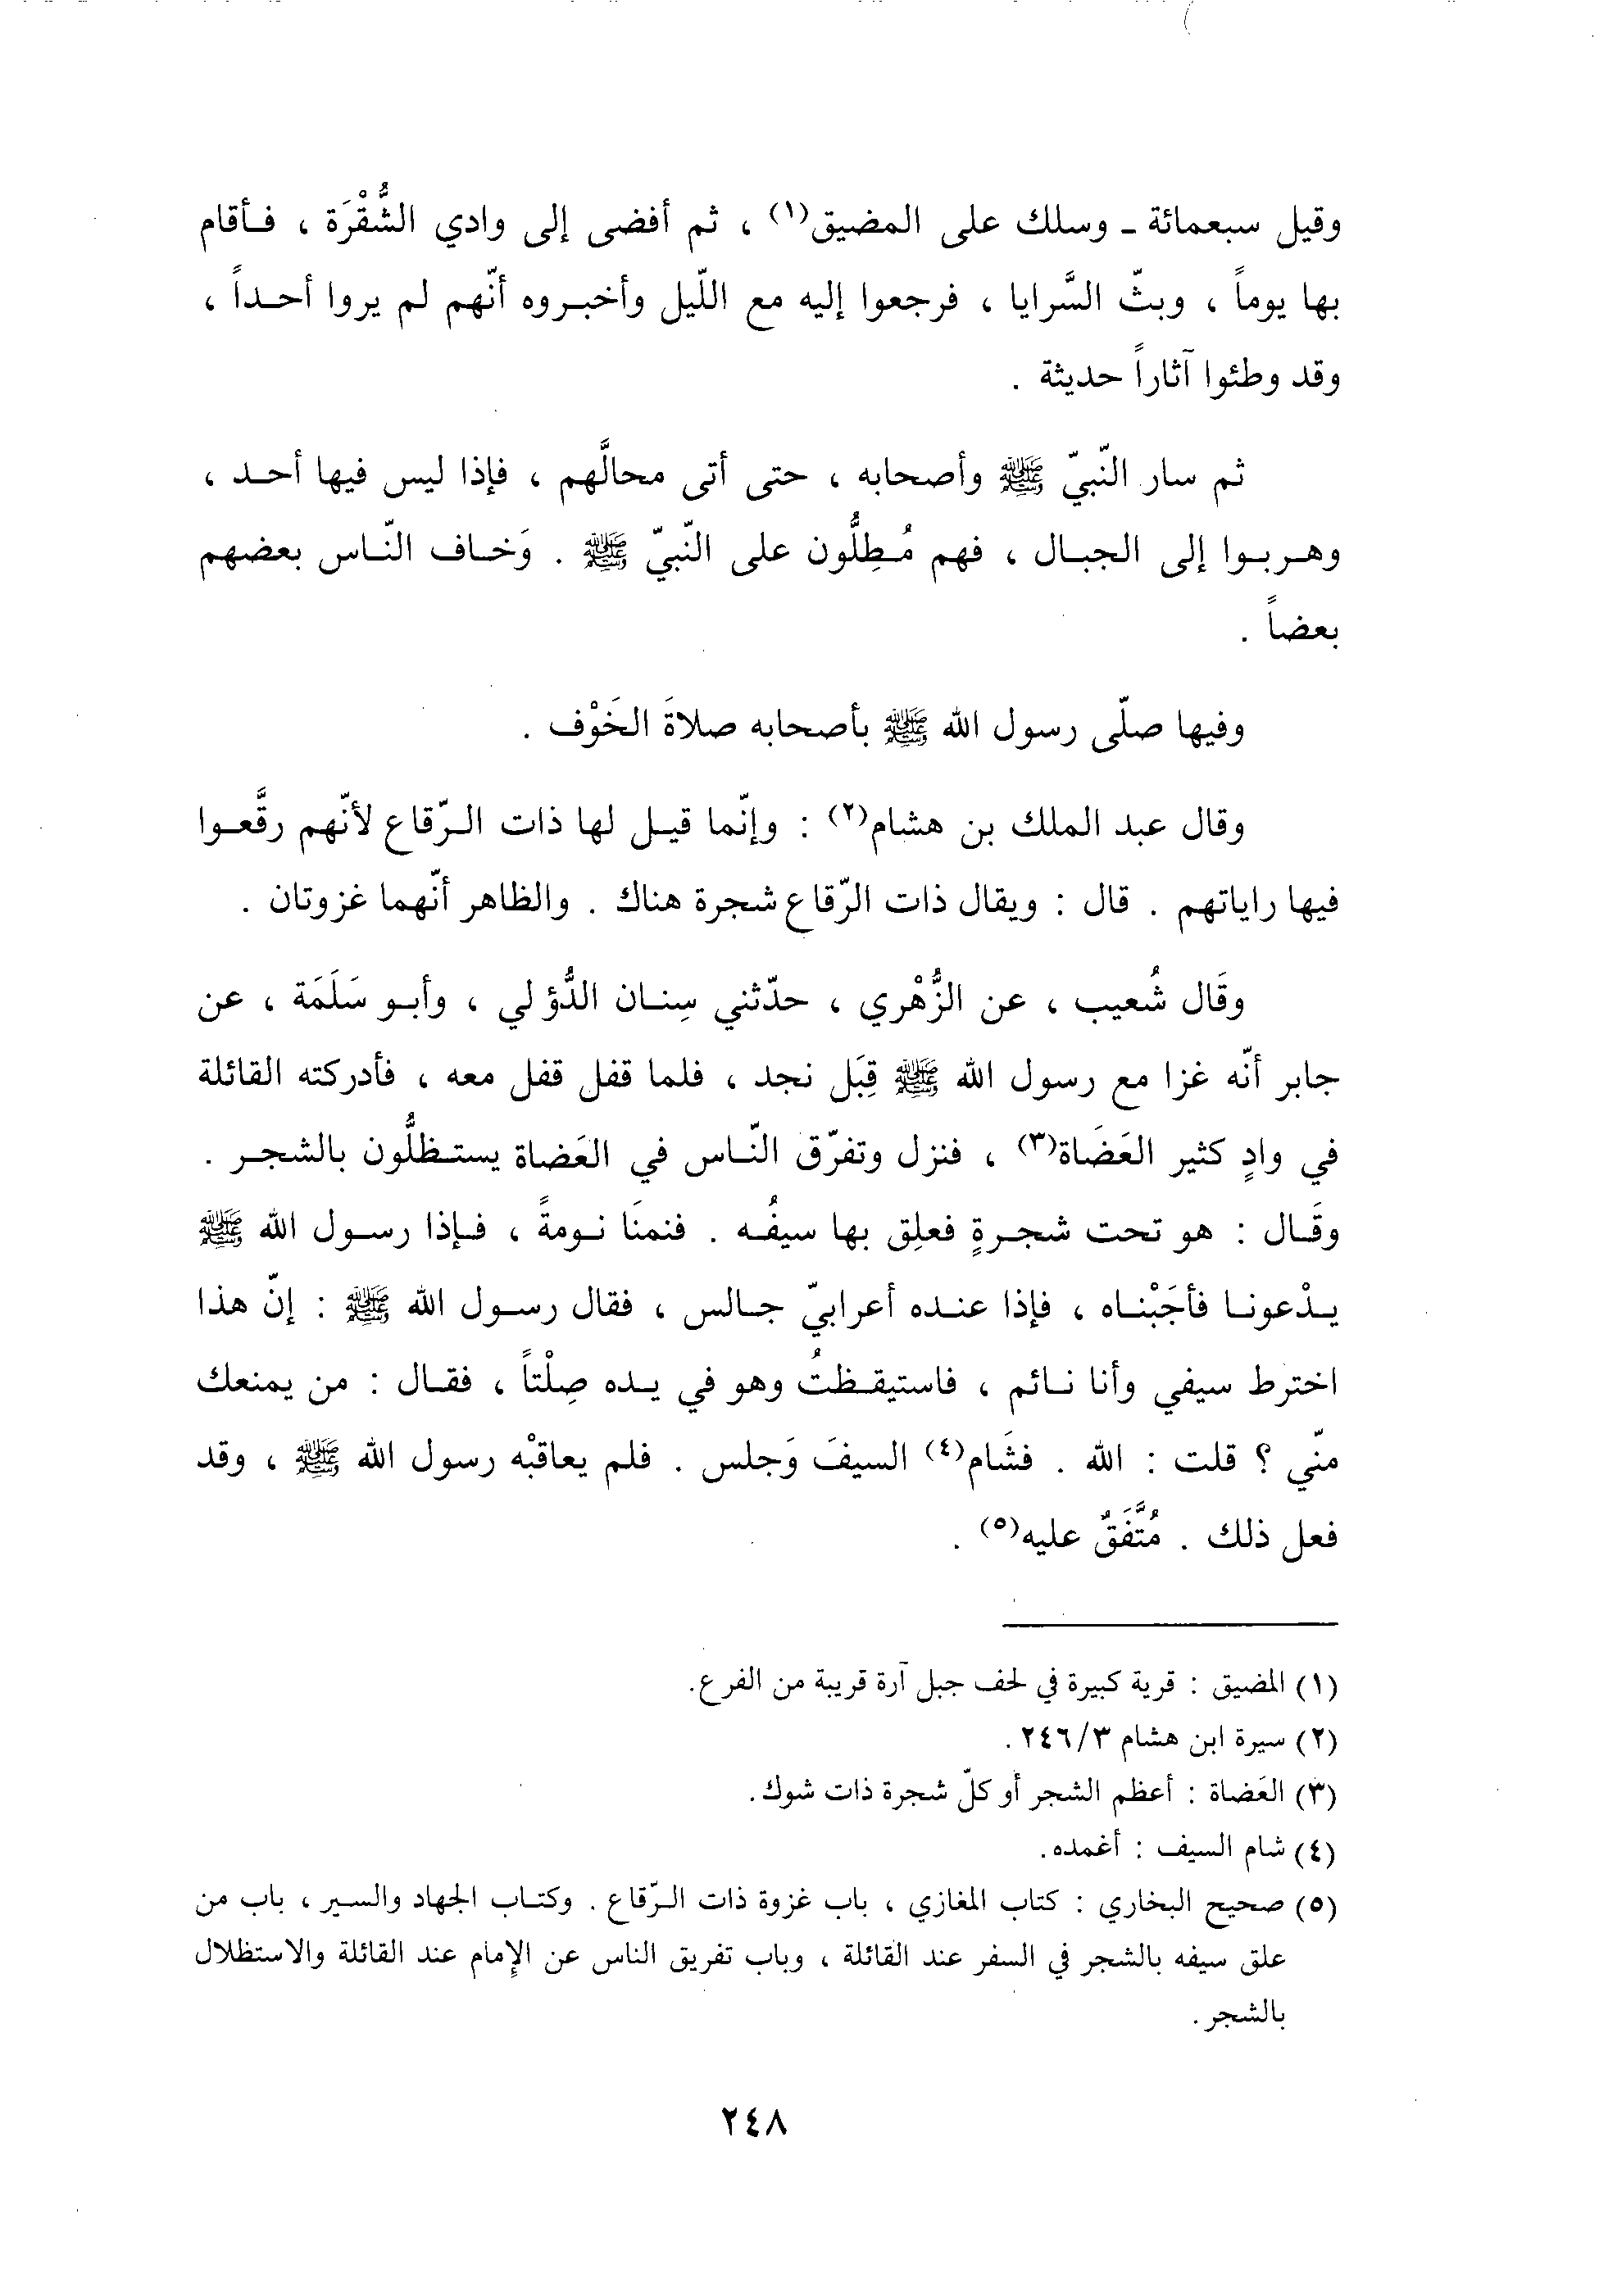 وقيل سبعمائة ـ وسلك على المضيق(١) ، ثم أفضى إلى وادي الشُّقْرَة ، فأقام
بها يوماً ، وبثّ السَّرايا ، فرجعوا إليه مع اللّيل وأخبروه أنّهم لم يروا أحداً ،
وقد وطئوا آثاراً حديثة .
ثم سار النّبيّ ﷺ وأصحابه ، حتى أتى محالَّهم ، فإذا ليس فيها أحد ،
وهربوا إلى الجبال ، فهم مُطِلُّون على النّبيّ ﷺ . وَخاف النّاس بعضهم
بعضاً .
وفيها صلّى رسول الله ﷺ بأصحابه صلاةَ الخَوْف .
وقال عبد الملك بن هشام(٢) : وإنّما قيل لها ذات الرّقاع لأنّهم رقَّعوا
فيها راياتهم . قال : ويقال ذات الرّقاع شجرة هناك . والظاهر أنّهما غزوتان .
وقَال شُعيب ، عن الزُّهْري ، حدّثني سِنان الدُّؤلي ، وأبو سَلَمَة ، عن
جابر أنّه غزا مع رسول الله ﷺ قِبَل نجد ، فلما قفل قفل معه ، فأدركته القائلة
في وادٍ كثير العَضَاة(٣) ، فنزل وتفرّق النّاس في العَضاة يستظلُّون بالشجر .
وقَال : هو تحت شجرةٍ فعلِق بها سيفُه . فنمنَا نومةً ، فإذا رسول الله ﷺ
يدْعونا فأجَبْناه ، فإذا عنده أعرابيّ جالس ، فقال رسول الله ﷺ : إنّ هذا
اخترط سيفي وأنا نائم ، فاستيقظتُ وهو في يده صِلْتاً ، فقال : من يمنعك
منّي ؟ قلت : الله . فشَام(٤) السيفَ وَجلس . فلم يعاقبْه رسول الله ﷺ ، وقد
فعل ذلك . مُتَّفَقٌ عليه(٥) .
(١) المضيق : قرية كبيرة في لحف جبل آرة قريبة من الفرع.
(٢) سيرة ابن هشام ٢٤٦/٣ .
(٣) العَضاة : أعظم الشجر أو كلّ شجرة ذات شوك.
(٤) شام السيف : أغمده.
(٥) صحيح البخاري : كتاب المغازي ، باب غزوة ذات الرّقاع . وكتاب الجهاد والسير ، باب من
علق سيفه بالشجر في السفر عند القائلة ، وباب تفريق الناس عن الإمام عند القائلة والاستظلال
بالشجر .
٢٤٨